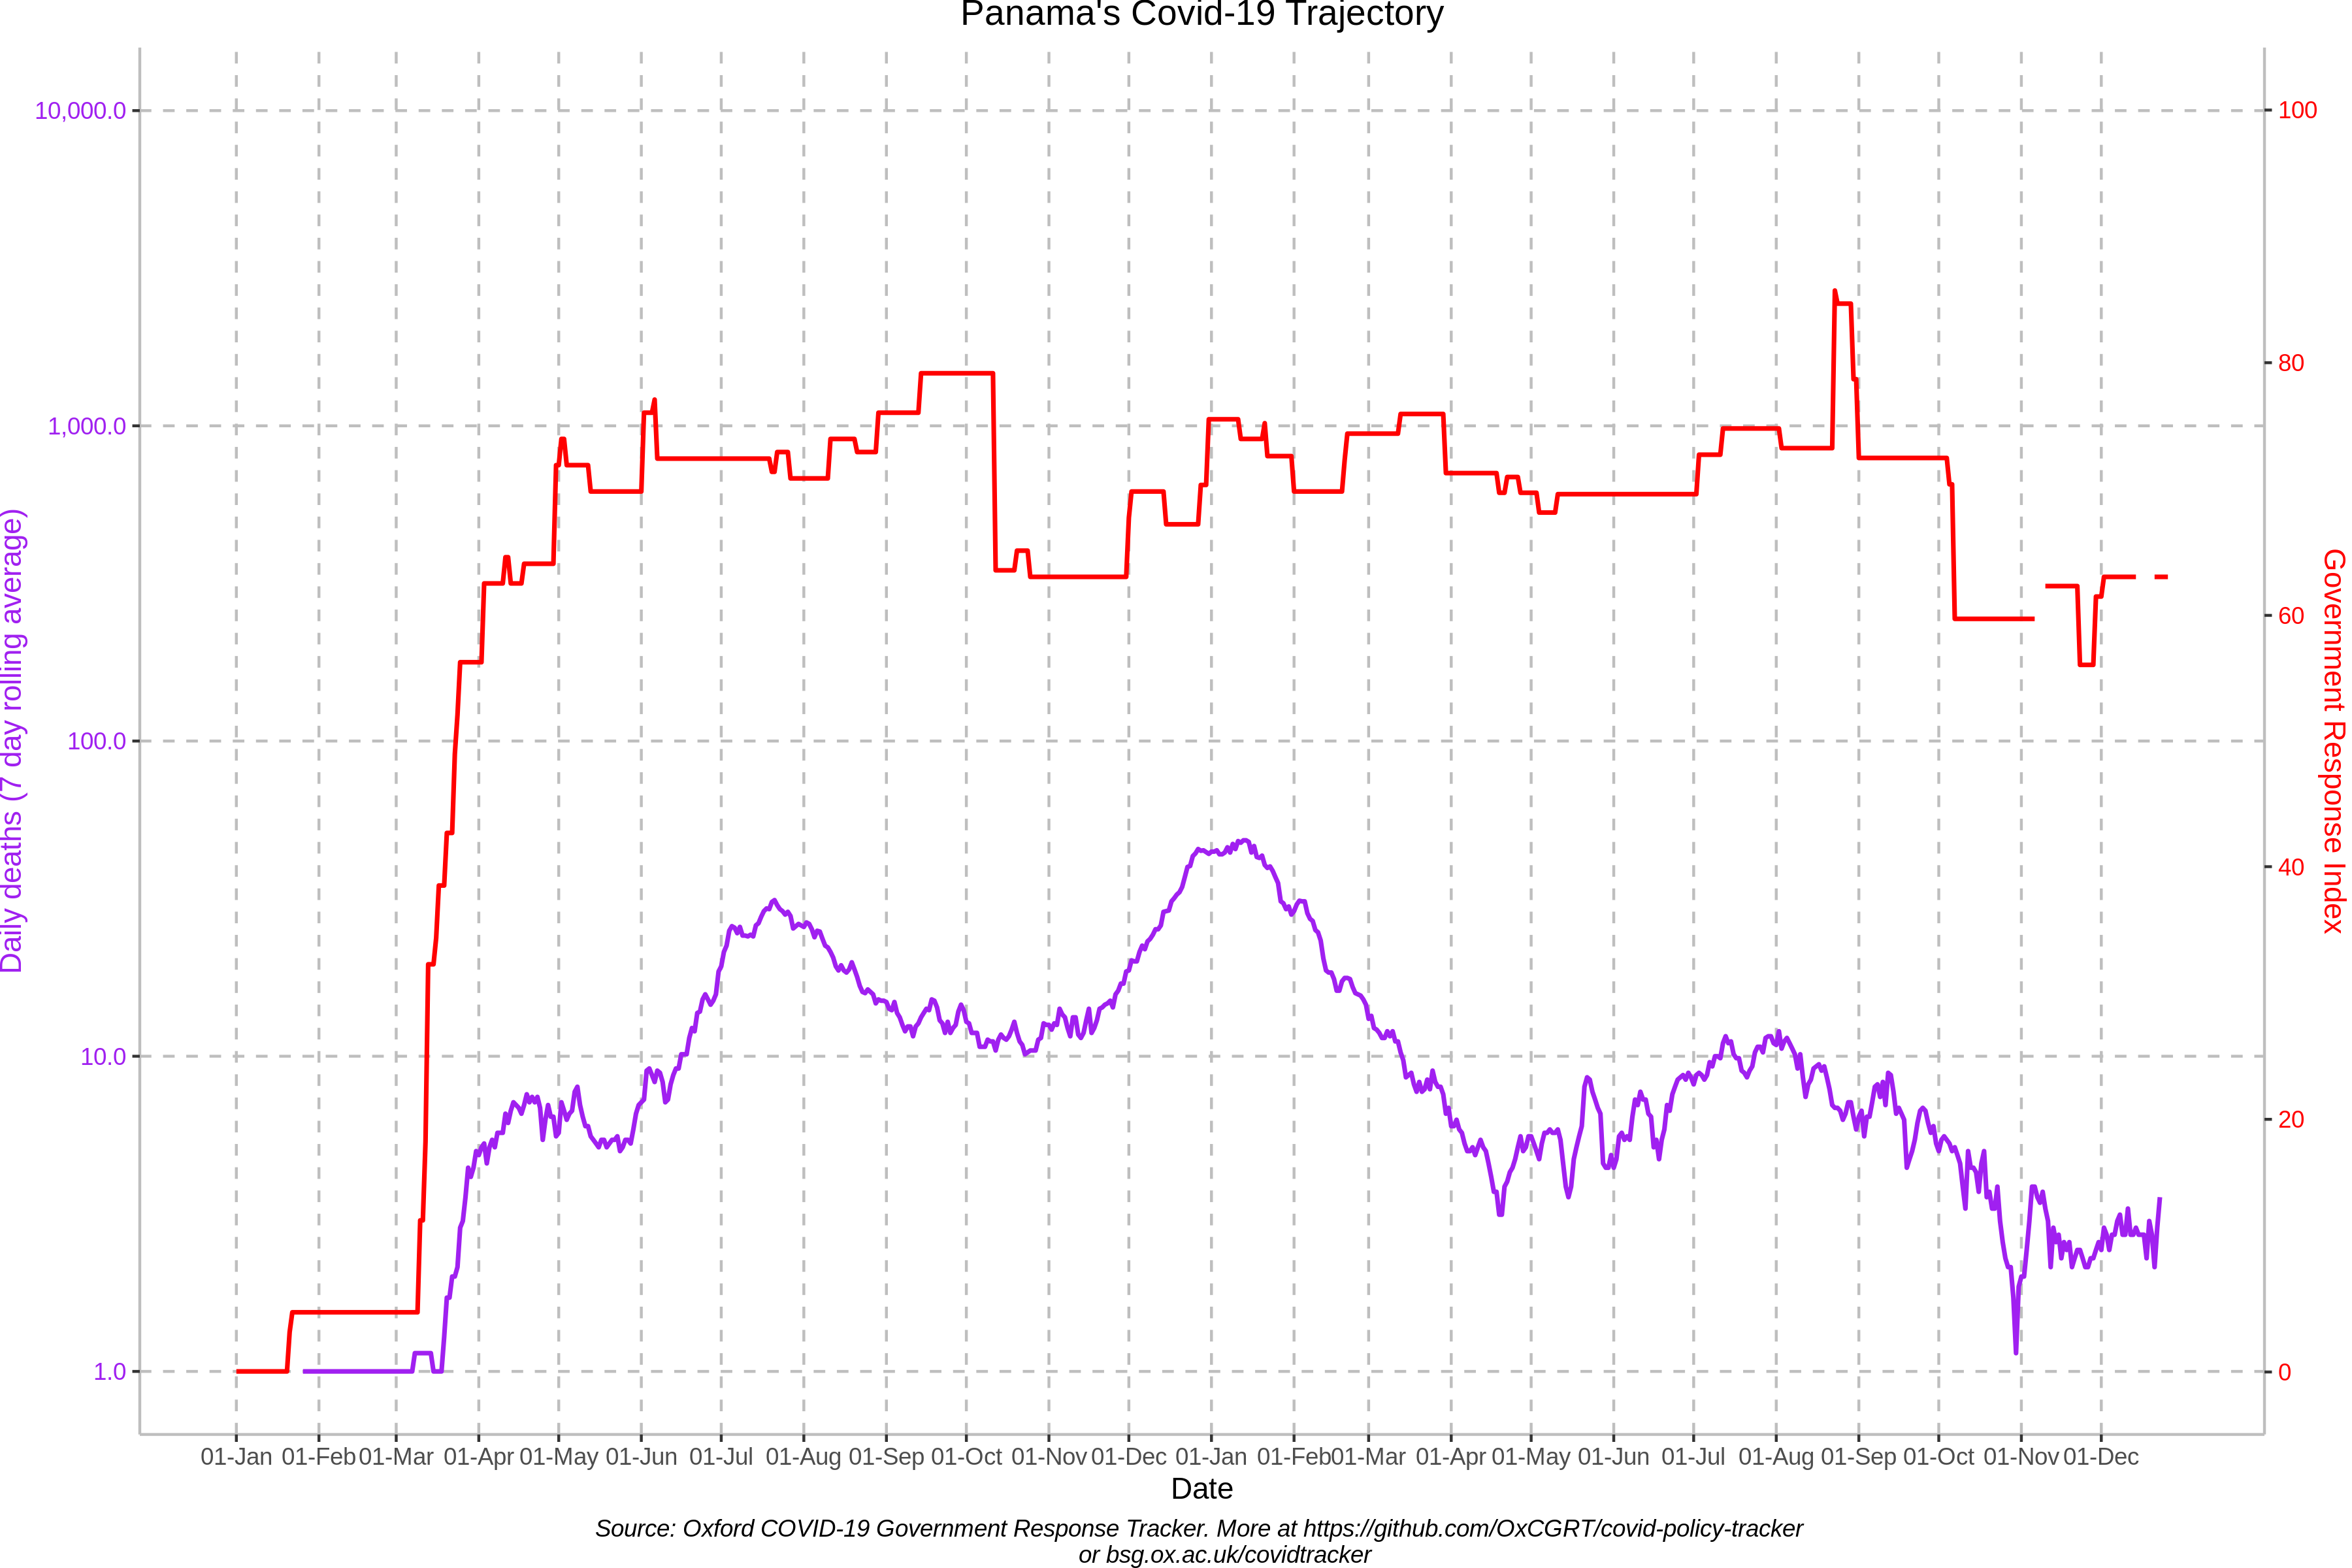 Panama's Covid-19 Trajectory
10,000.0
1,000.0
100.0
10.0
1.0
Daily deaths (7 day rolling average)
100
80
60
40
20
0
Government Response Index
01-Jan 01-Feb 01-Mar 01-Apr 01-May 01-Jun 01-Jul 01-Aug 01-Sep 01-Oct 01-Nov 01-Dec 01-Jan 01-Feb 01-Mar 01-Apr 01-May 01-Jun 01-Jul 01-Aug 01-Sep 01-Oct 01-Nov 01-Dec
Date
Source: Oxford COVID-19 Government Response Tracker. More at https://github.com/OxCGRT/covid-policy-tracker
or bsg.ox.ac.uk/covidtracker